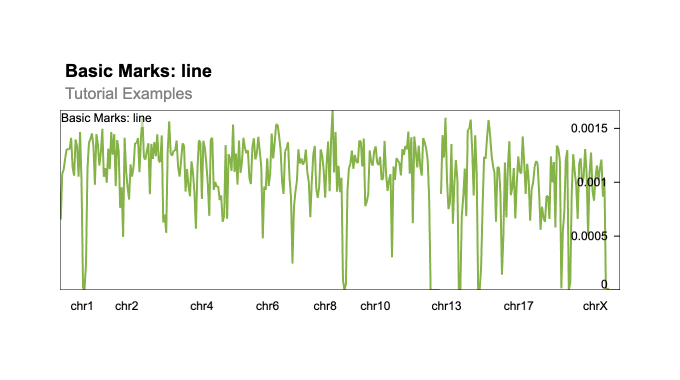 Basic Marks: line
Tutorial Examples
Basic Marks: line
0.0015
0.001
0.0005
0
chr1 chr2 chr4 chr6 chr8 chr10 chr13 chr17 chrX